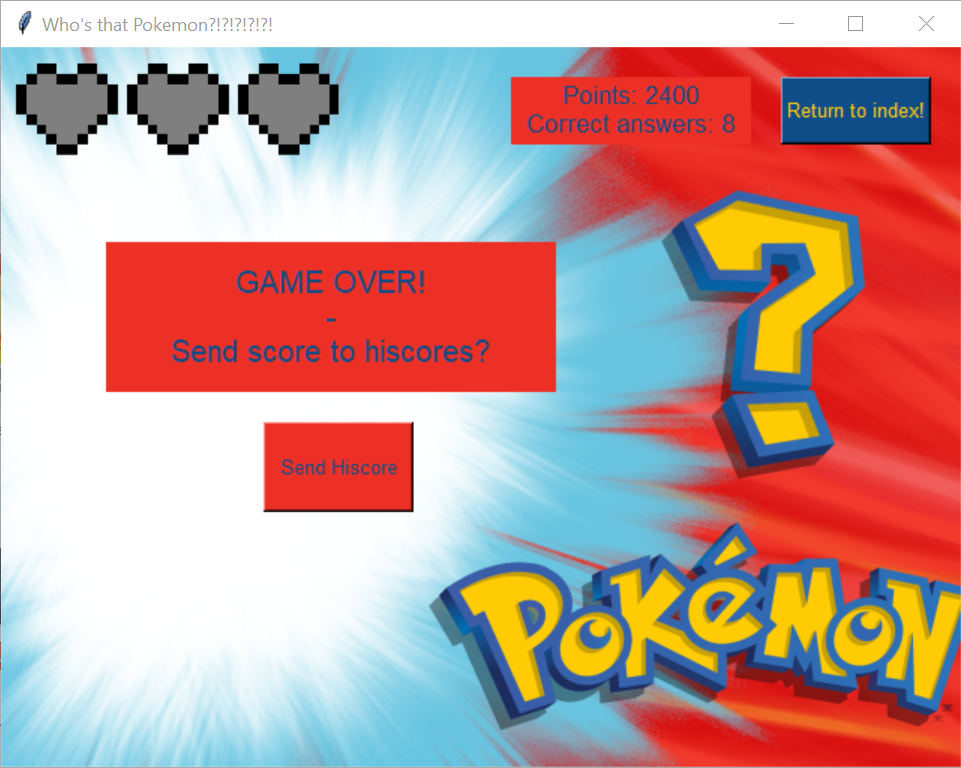 Who's that Pokemon?!?!?!?!?!
Points: 2400
Correct answers: 8
Return to index!
GAME OVER!
-
Send score to hiscores?
Send Hiscore
?
POKéMON